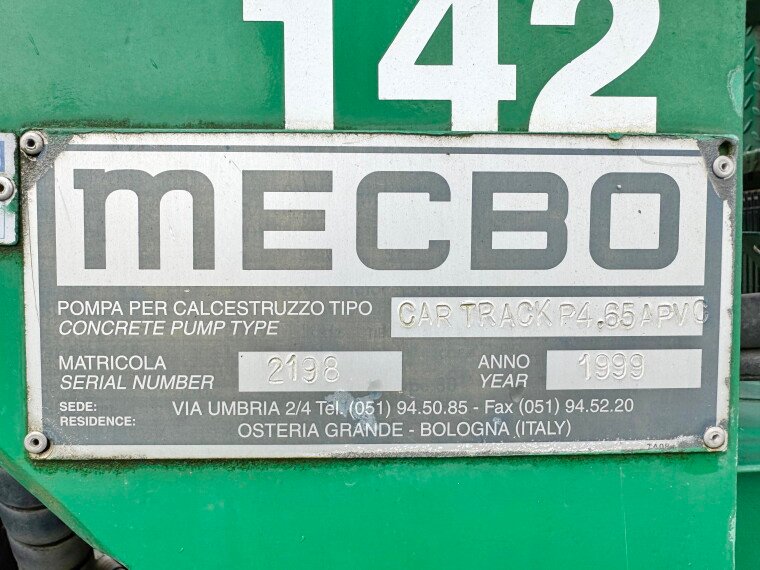 142
MECBO
POMPA PER CALCESTRUZZO TIPO CAR TRACK P4.65 APV
CONCRETE PUMP TYPE
MATRICOLA 2198 ANNO 1999
SERIAL NUMBER YEAR
SEDE: VIA UMBRIA 2/4 Tel. (051) 94.50.85 - Fax (051) 94.52.20
RESIDENCE: OSTERIA GRANDE - BOLOGNA (ITALY)